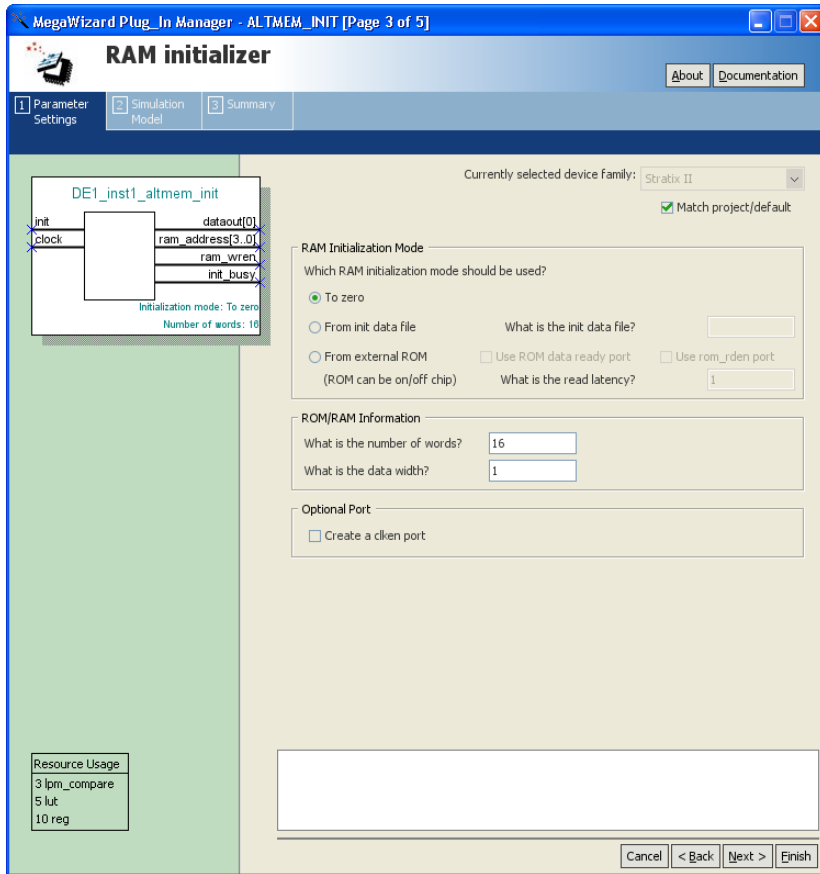 MegaWizard Plug_In Manager - ALTMEM_INIT [Page 3 of 5]
RAM initializer
About Documentation
1 Parameter Settings
2 Simulation Model
3 Summary
Currently selected device family: Stratix II
Match project/default
DE1_inst1_altmem_init
init dataout[0]
clock ram_address[3..0]
ram_wren
init_busy
Initialization mode: To zero
Number of words: 16
RAM Initialization Mode
Which RAM initialization mode should be used?
To zero
From init data file What is the init data file?
From external ROM Use ROM data ready port Use rom_rden port
(ROM can be on/off chip) What is the read latency? 1
ROM/RAM Information
What is the number of words? 16
What is the data width? 1
Optional Port
Create a clken port
Resource Usage
3 lpm_compare
5 lut
10 reg
Cancel < Back Next > Finish